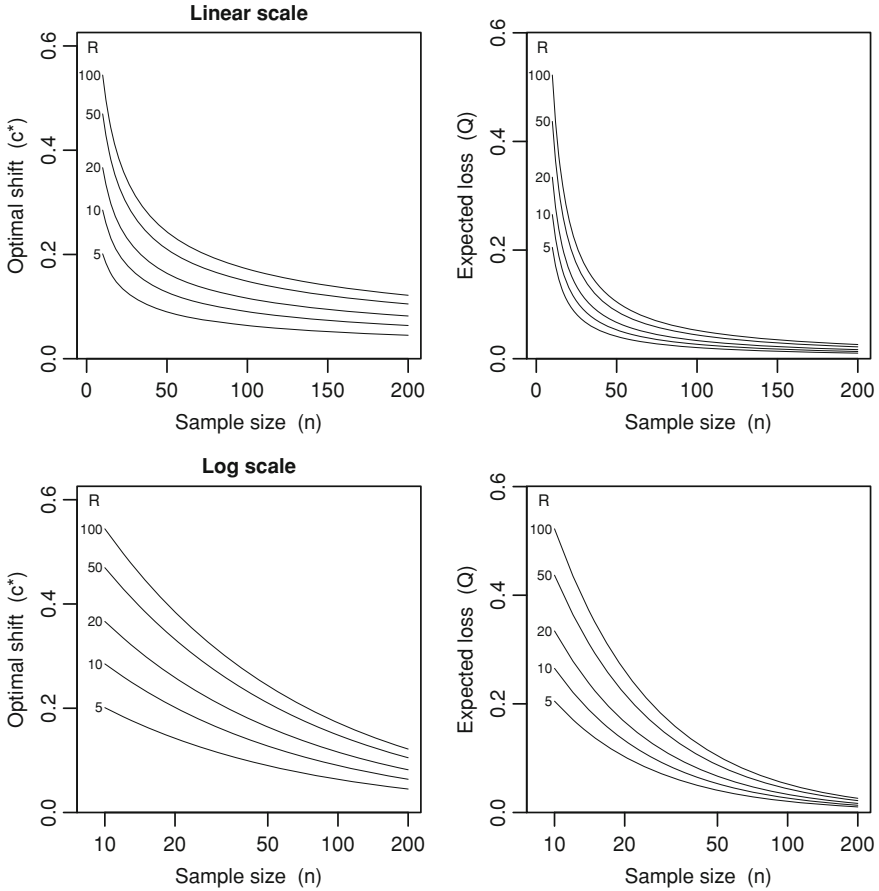 Linear scale
Optimal shift (c*)
0.0 0.2 0.4 0.6
R
100
50
20
10
5
0 50 100 150 200
Sample size (n)
Expected loss (Q)
0.0 0.2 0.4 0.6
R
100
50
20
10
5
0 50 100 150 200
Sample size (n)
Log scale
Optimal shift (c*)
0.0 0.2 0.4 0.6
R
100
50
20
10
5
10 20 50 100 200
Sample size (n)
Expected loss (Q)
0.0 0.2 0.4 0.6
R
100
50
20
10
5
10 20 50 100 200
Sample size (n)